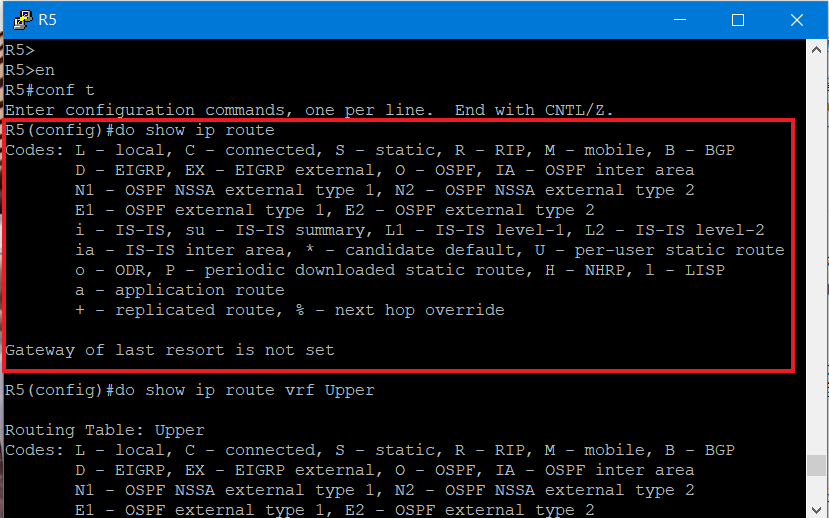 R5
R5>
R5>en
R5#conf t
Enter configuration commands, one per line.  End with CNTL/Z.
R5(config)#do show ip route
Codes: L - local, C - connected, S - static, R - RIP, M - mobile, B - BGP
       D - EIGRP, EX - EIGRP external, O - OSPF, IA - OSPF inter area
       N1 - OSPF NSSA external type 1, N2 - OSPF NSSA external type 2
       E1 - OSPF external type 1, E2 - OSPF external type 2
       i - IS-IS, su - IS-IS summary, L1 - IS-IS level-1, L2 - IS-IS level-2
       ia - IS-IS inter area, * - candidate default, U - per-user static route
       o - ODR, P - periodic downloaded static route, H - NHRP, l - LISP
       a - application route
       + - replicated route, % - next hop override
Gateway of last resort is not set
R5(config)#do show ip route vrf Upper
Routing Table: Upper
Codes: L - local, C - connected, S - static, R - RIP, M - mobile, B - BGP
       D - EIGRP, EX - EIGRP external, O - OSPF, IA - OSPF inter area
       N1 - OSPF NSSA external type 1, N2 - OSPF NSSA external type 2
       E1 - OSPF external type 1, E2 - OSPF external type 2